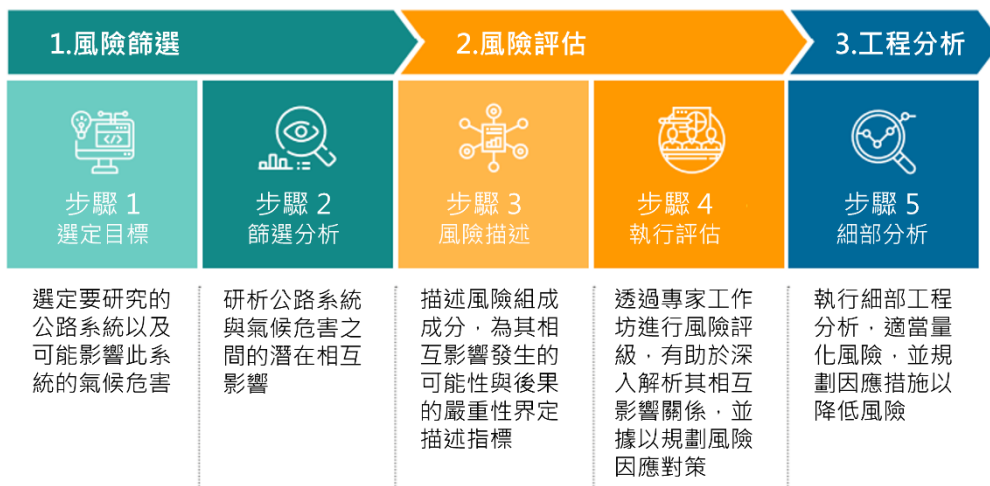 1.風險篩選
2.風險評估
3.工程分析
</>
步驟 1
選定目標
步驟 2
篩選分析
步驟 3
風險描述
步驟 4
執行評估
步驟 5
細部分析
選定要研究的
公路系統以及
可能影響此系
統的氣候危害
研析公路系統
與氣候危害之
間的潛在相互
影響
描述風險組成
成分，為其相
互影響發生的
可能性與後果
的嚴重性界定
描述指標
透過專家工作
坊進行風險評
級，有助於深
入解析其相互
影響關係，並
據以規劃風險
因應對策
執行細部工程
分析，適當量
化風險，並規
劃因應措施以
降低風險